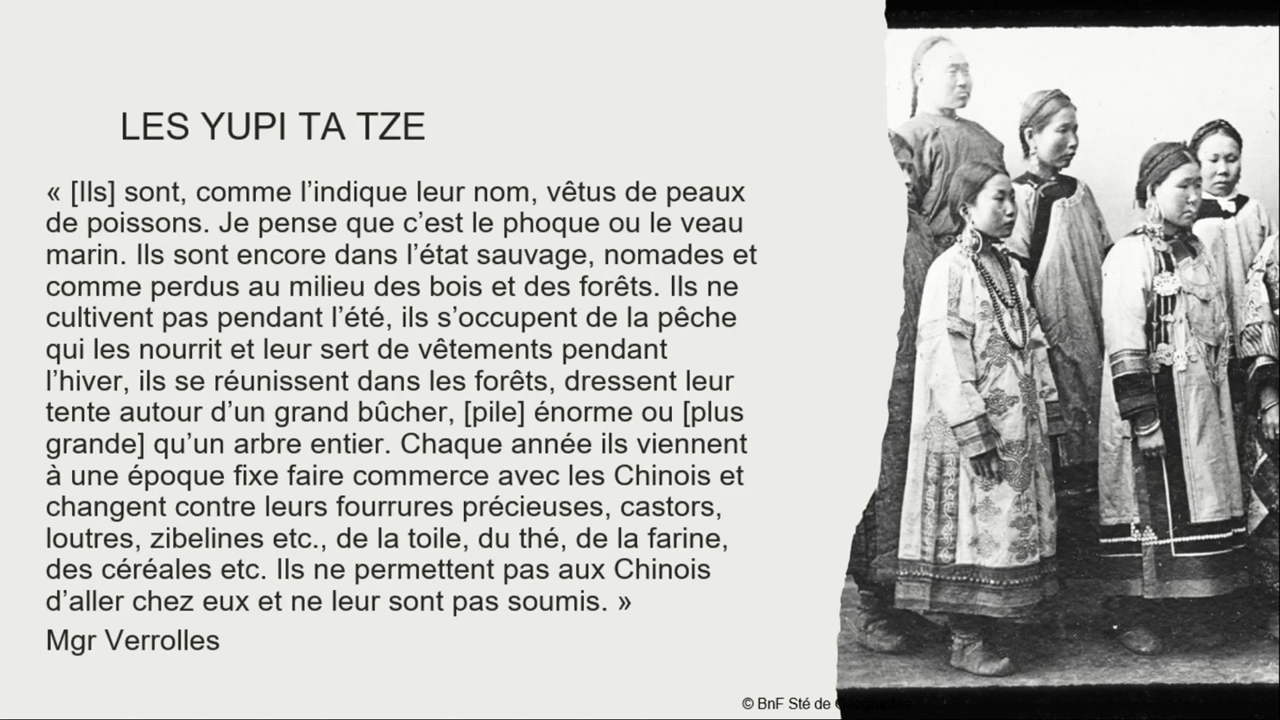 LES YUPI TA TZE
« [Ils] sont, comme l’indique leur nom, vêtus de peaux
de poissons. Je pense que c’est le phoque ou le veau
marin. Ils sont encore dans l’état sauvage, nomades et
comme perdus au milieu des bois et des forêts. Ils ne
cultivent pas pendant l’été, ils s’occupent de la pêche
qui les nourrit et leur sert de vêtements pendant
l’hiver, ils se réunissent dans les forêts, dressent leur
tente autour d’un grand bûcher, [pile] énorme ou [plus
grande] qu’un arbre entier. Chaque année ils viennent
à une époque fixe faire commerce avec les Chinois et
changent contre leurs fourrures précieuses, castors,
loutres, zibelines etc., de la toile, du thé, de la farine,
des céréales etc. Ils ne permettent pas aux Chinois
d’aller chez eux et ne leur sont pas soumis. »
Mgr Verrolles
© BnF Sté de Géographie